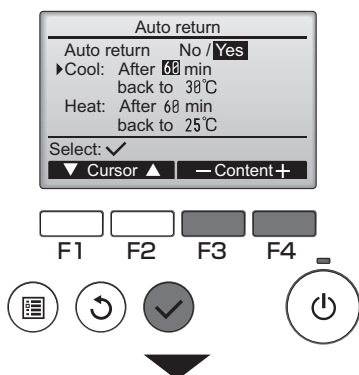 Auto return
Auto return No / Yes
Cool: After 60 min
back to 30°C
Heat: After 60 min
back to 25°C
Select: ✓
▼ Cursor ▲ − Content +
F1 F2 F3 F4